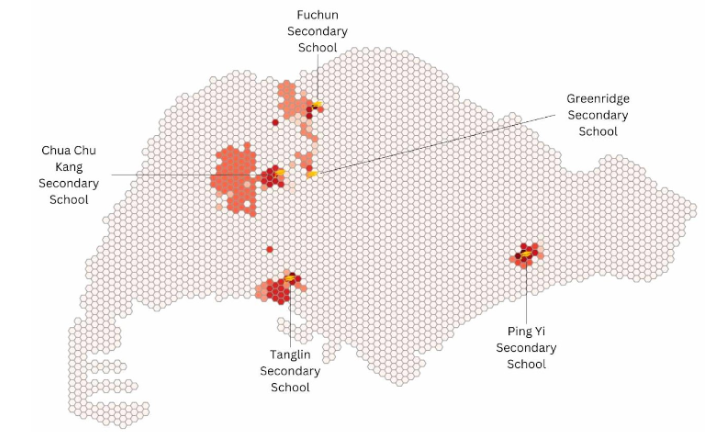 Fuchun
Secondary
School
Greenridge
Secondary
School
Chua Chu
Kang
Secondary
School
Tanglin
Secondary
School
Ping Yi
Secondary
School